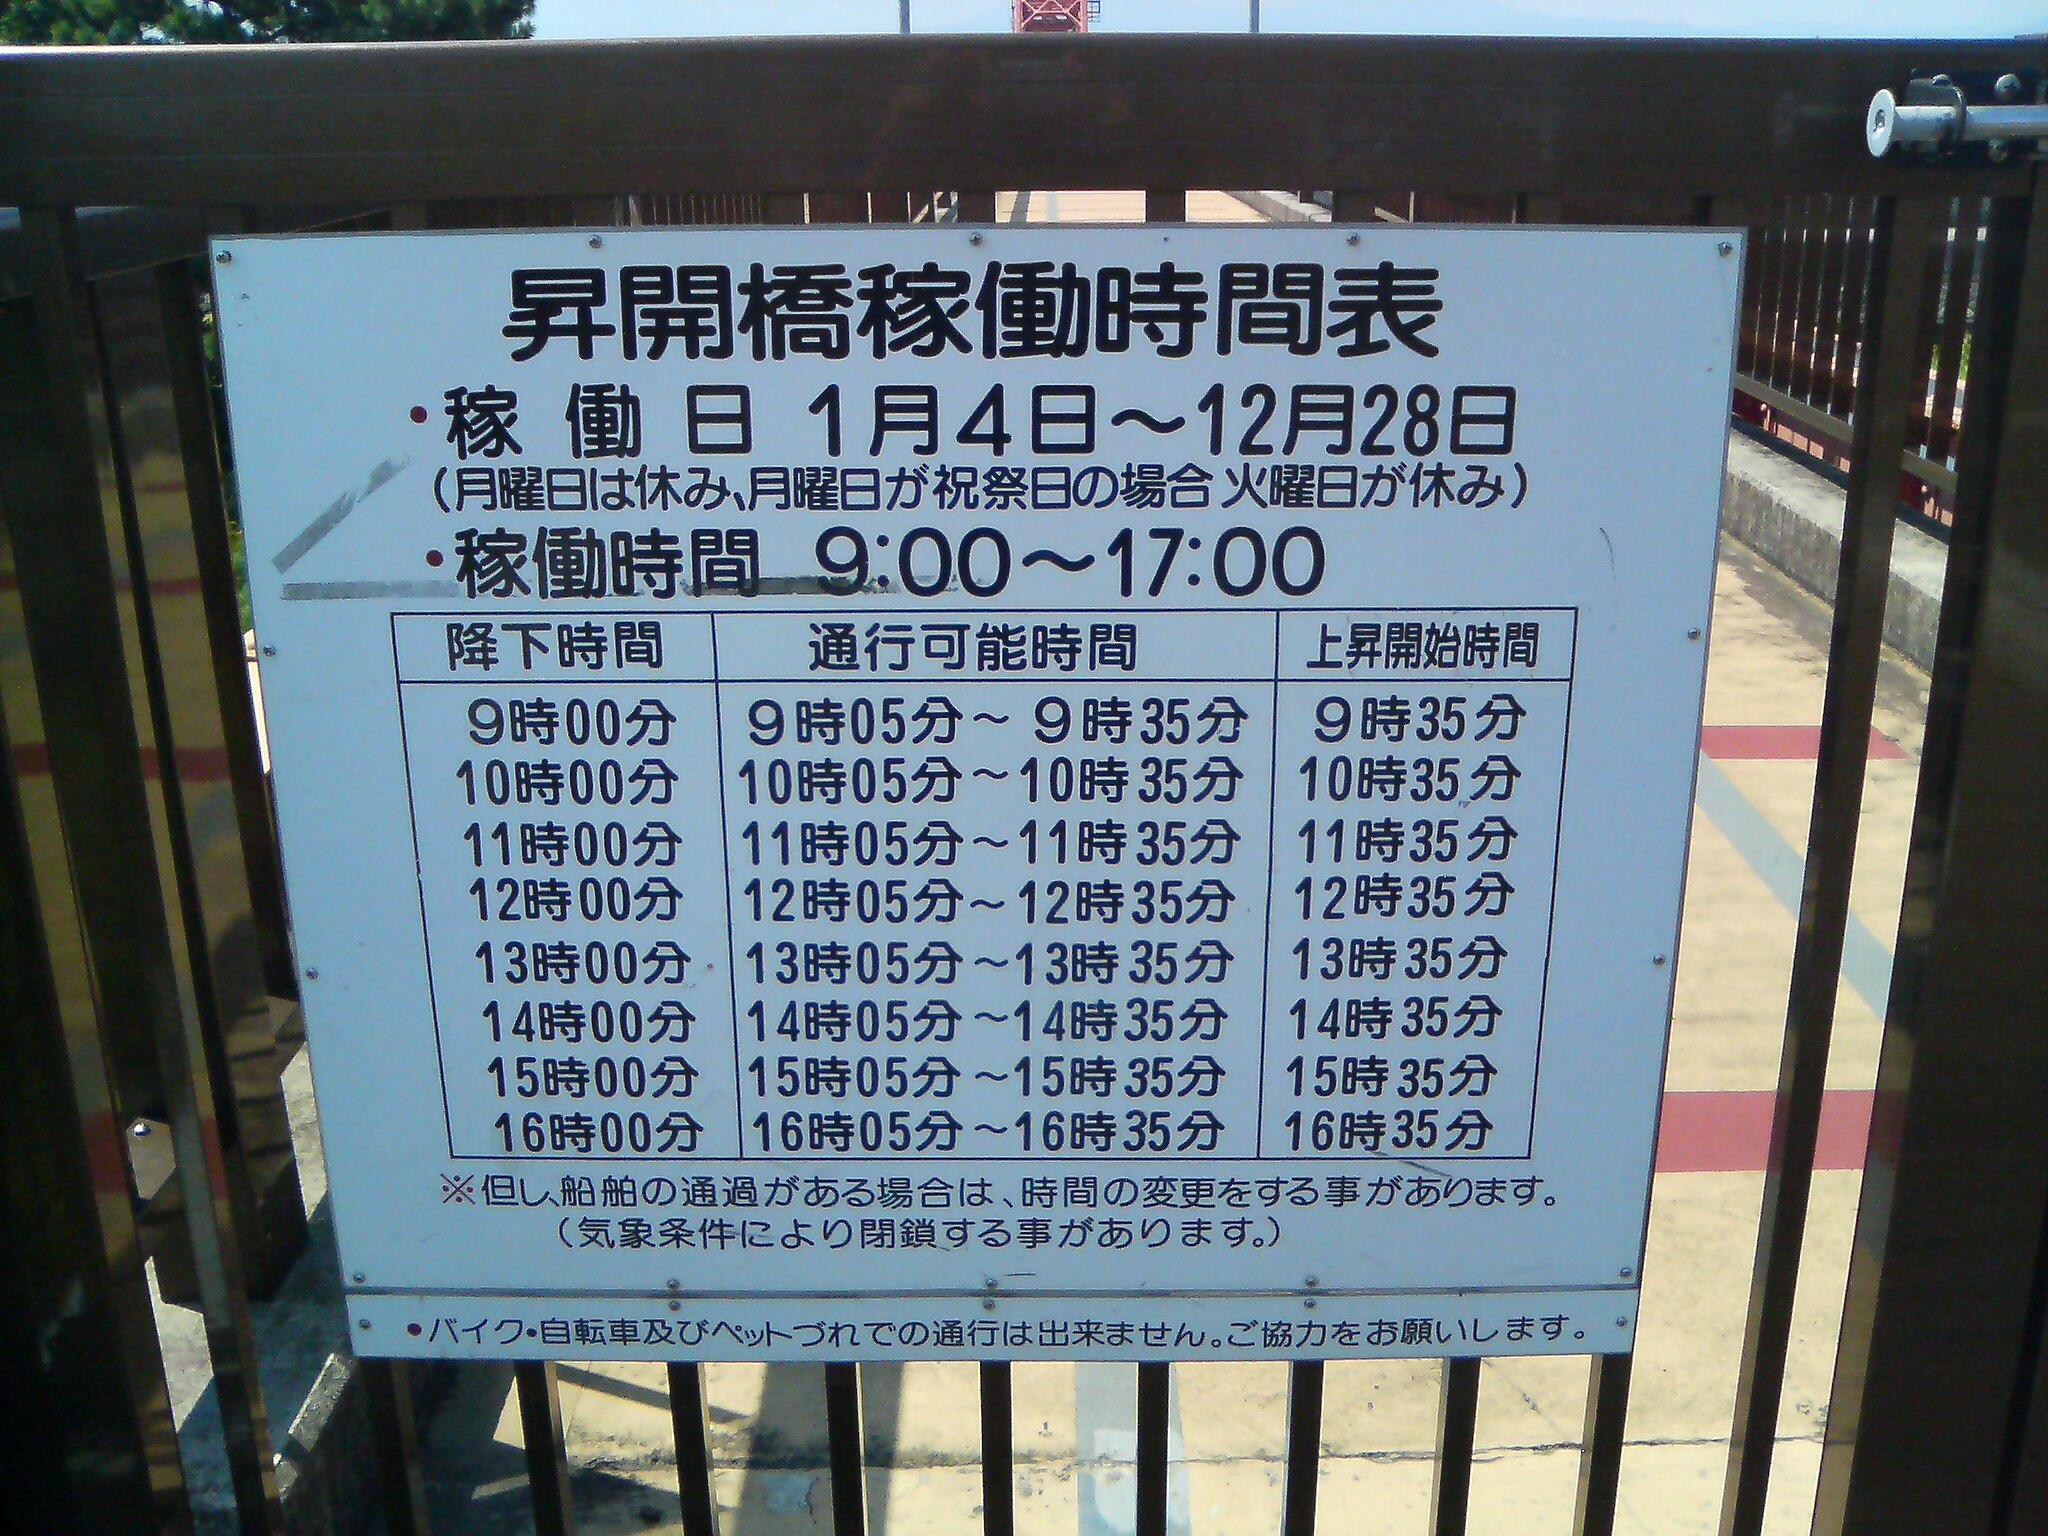 昇開橋稼働時間表
・稼働日 1月4日～12月28日
（月曜日は休み、月曜日が祝祭日の場合 火曜日が休み）
・稼働時間 9:00～17:00
降下時間 通行可能時間 上昇開始時間
9時00分 9時05分～9時35分 9時35分
10時00分 10時05分～10時35分 10時35分
11時00分 11時05分～11時35分 11時35分
12時00分 12時05分～12時35分 12時35分
13時00分 13時05分～13時35分 13時35分
14時00分 14時05分～14時35分 14時35分
15時00分 15時05分～15時35分 15時35分
16時00分 16時05分～16時35分 16時35分
※但し、船舶の通過がある場合は、時間の変更をする事があります。
（気象条件により閉鎖する事があります。）
・バイク・自転車及びペットづれでの通行は出来ません。ご協力をお願いします。